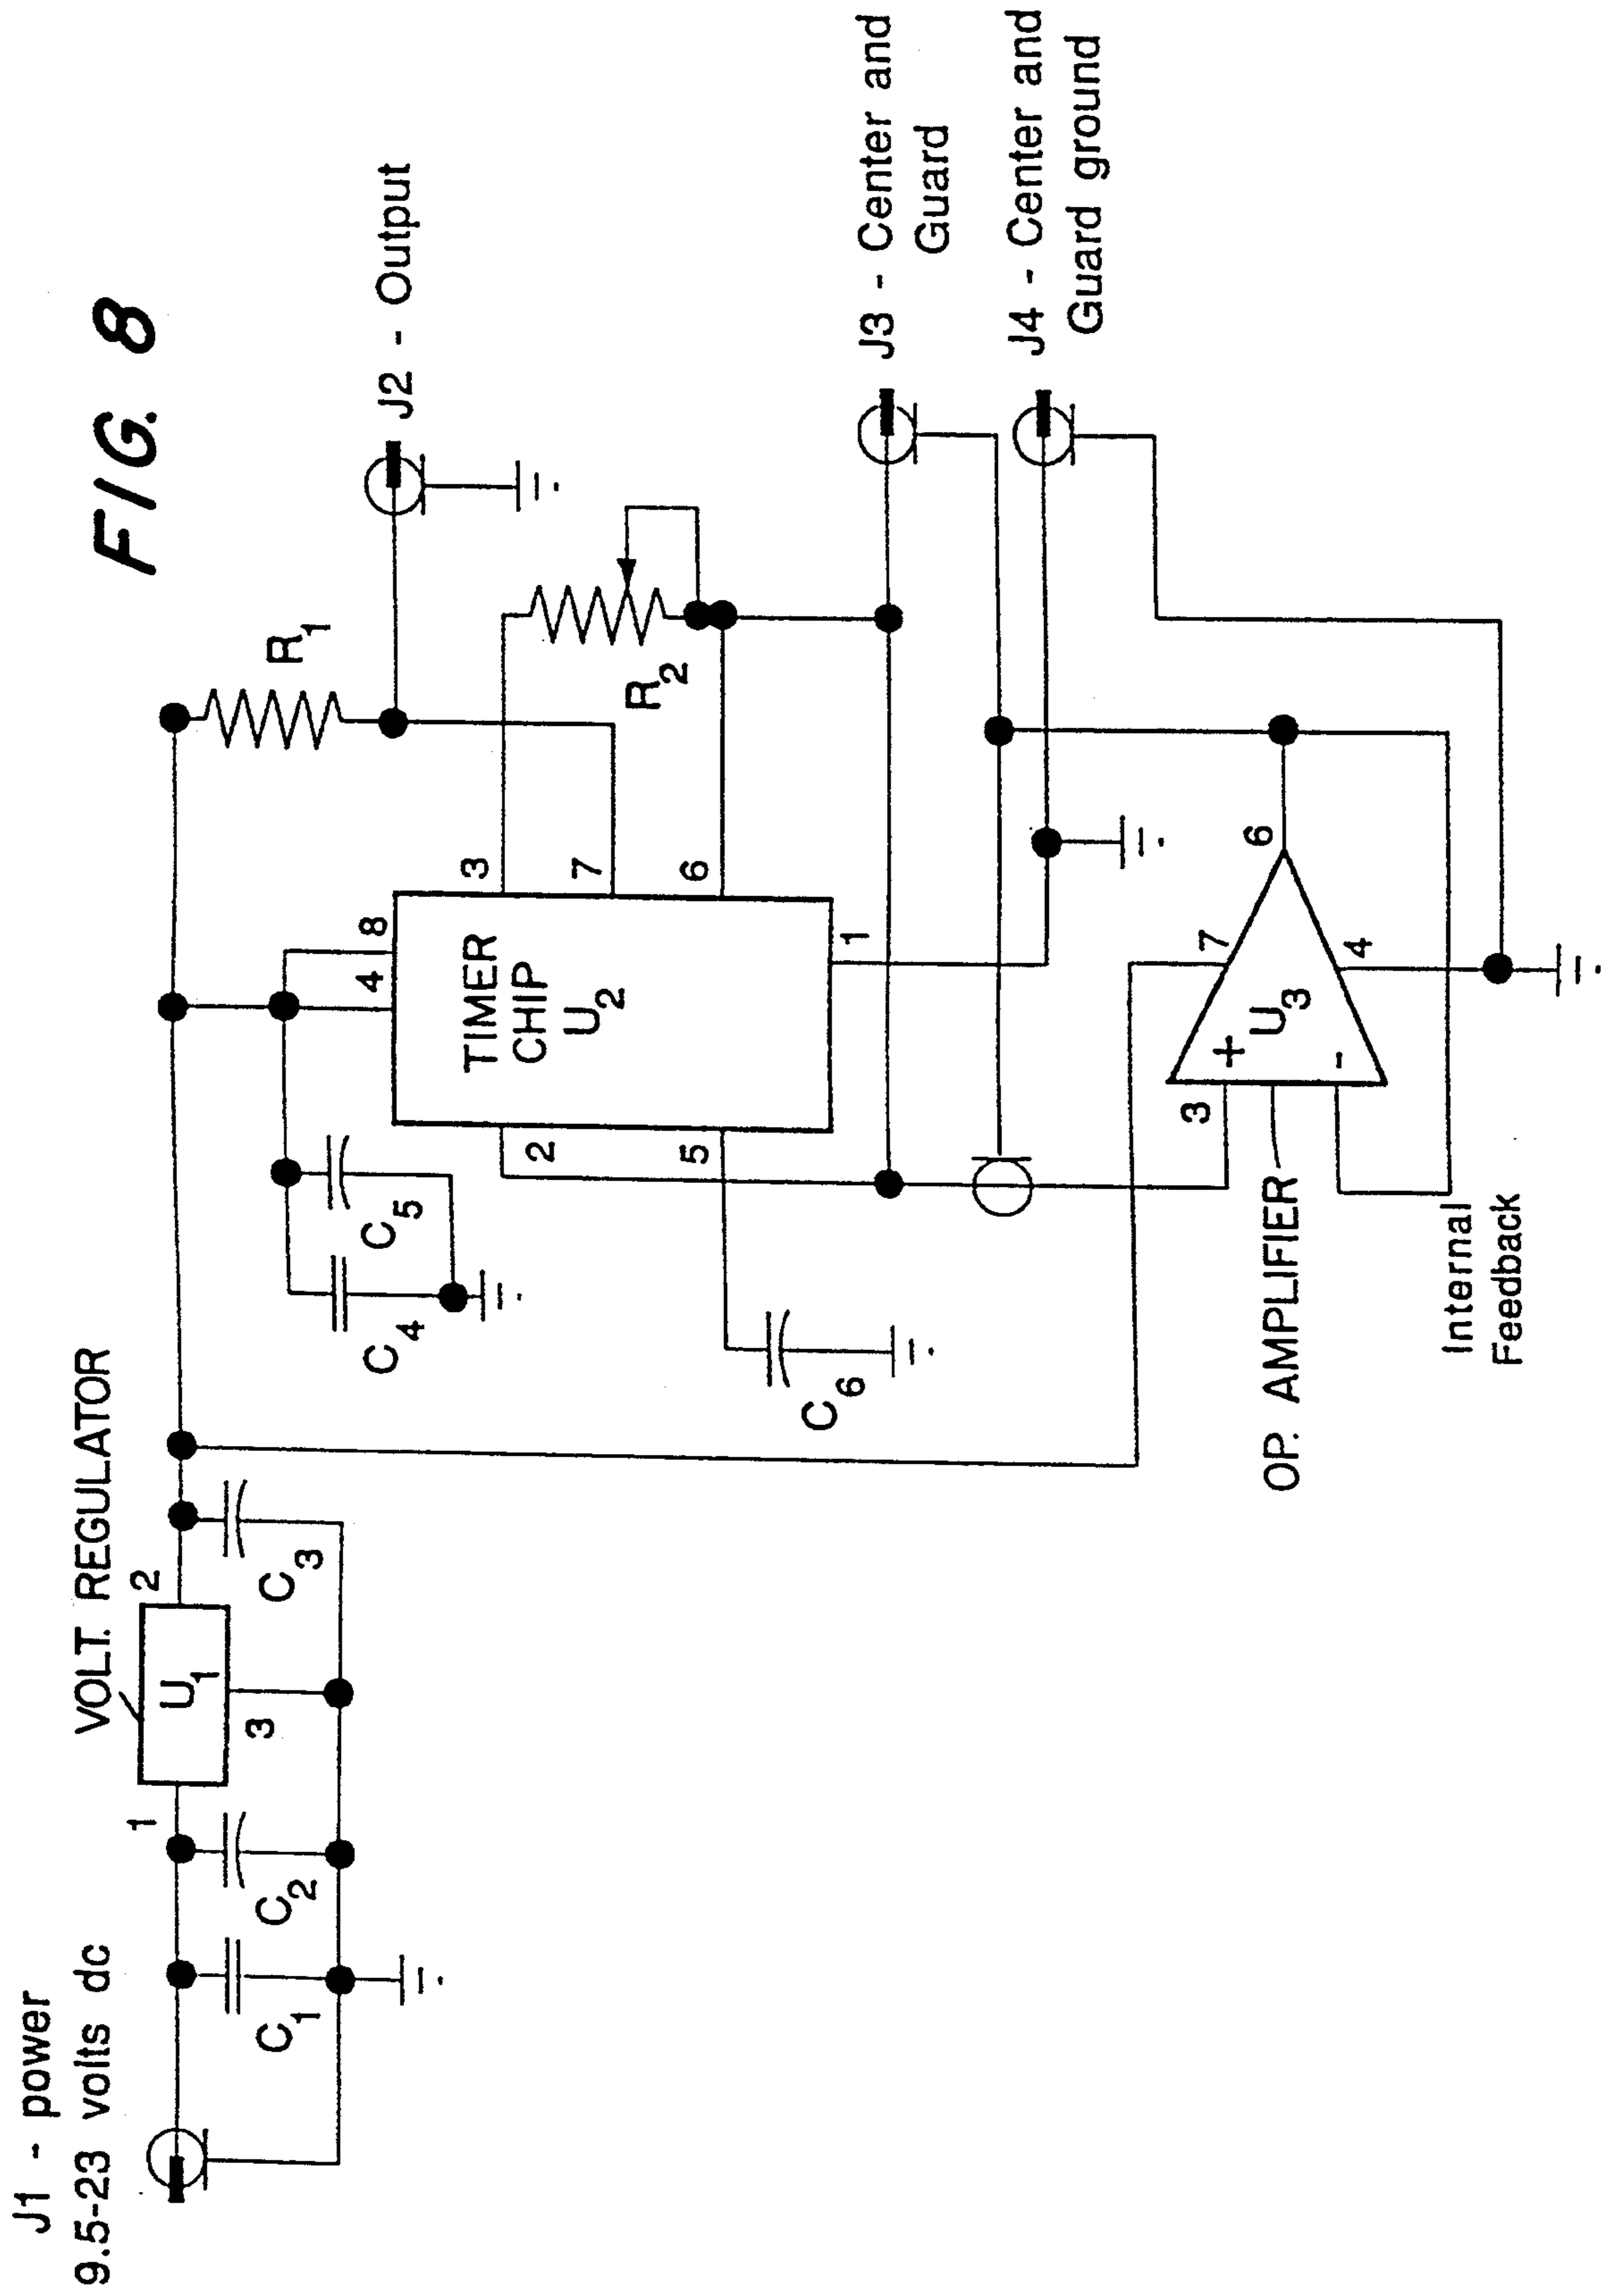 FIG. 8
J1 - power
9.5-23 volts dc
VOLT. REGULATOR
U1
1
2
3
C1
C2
C3
C4
C5
C6
R1
J2 - Output
TIMER
CHIP
U2
4
8
3
7
6
2
5
1
R2
J3 - Center and
Guard
J4 - Center and
Guard ground
3
+
-
U3
7
4
6
OP. AMPLIFIER
Internal
Feedback